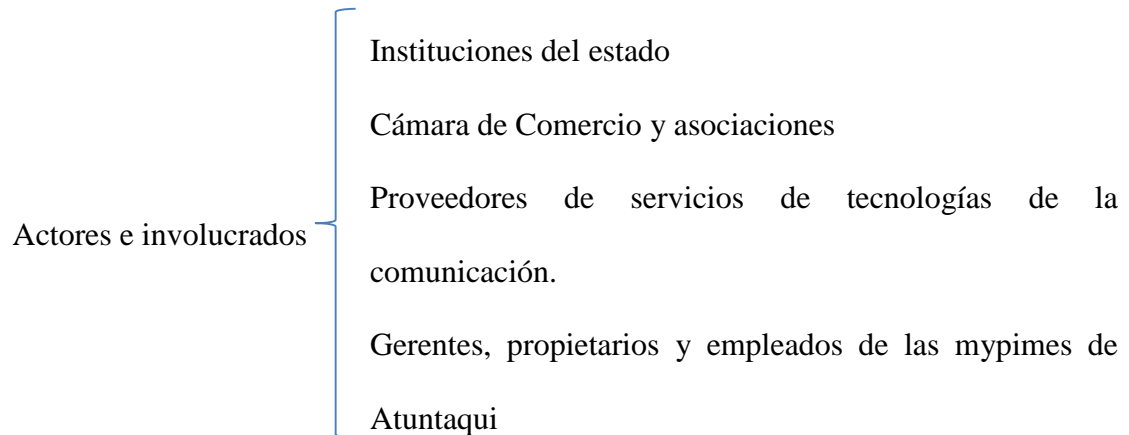 Actores e involucrados
Instituciones del estado
Cámara de Comercio y asociaciones
Proveedores de servicios de tecnologías de la
comunicación.
Gerentes, propietarios y empleados de las mypimes de
Atuntaqui